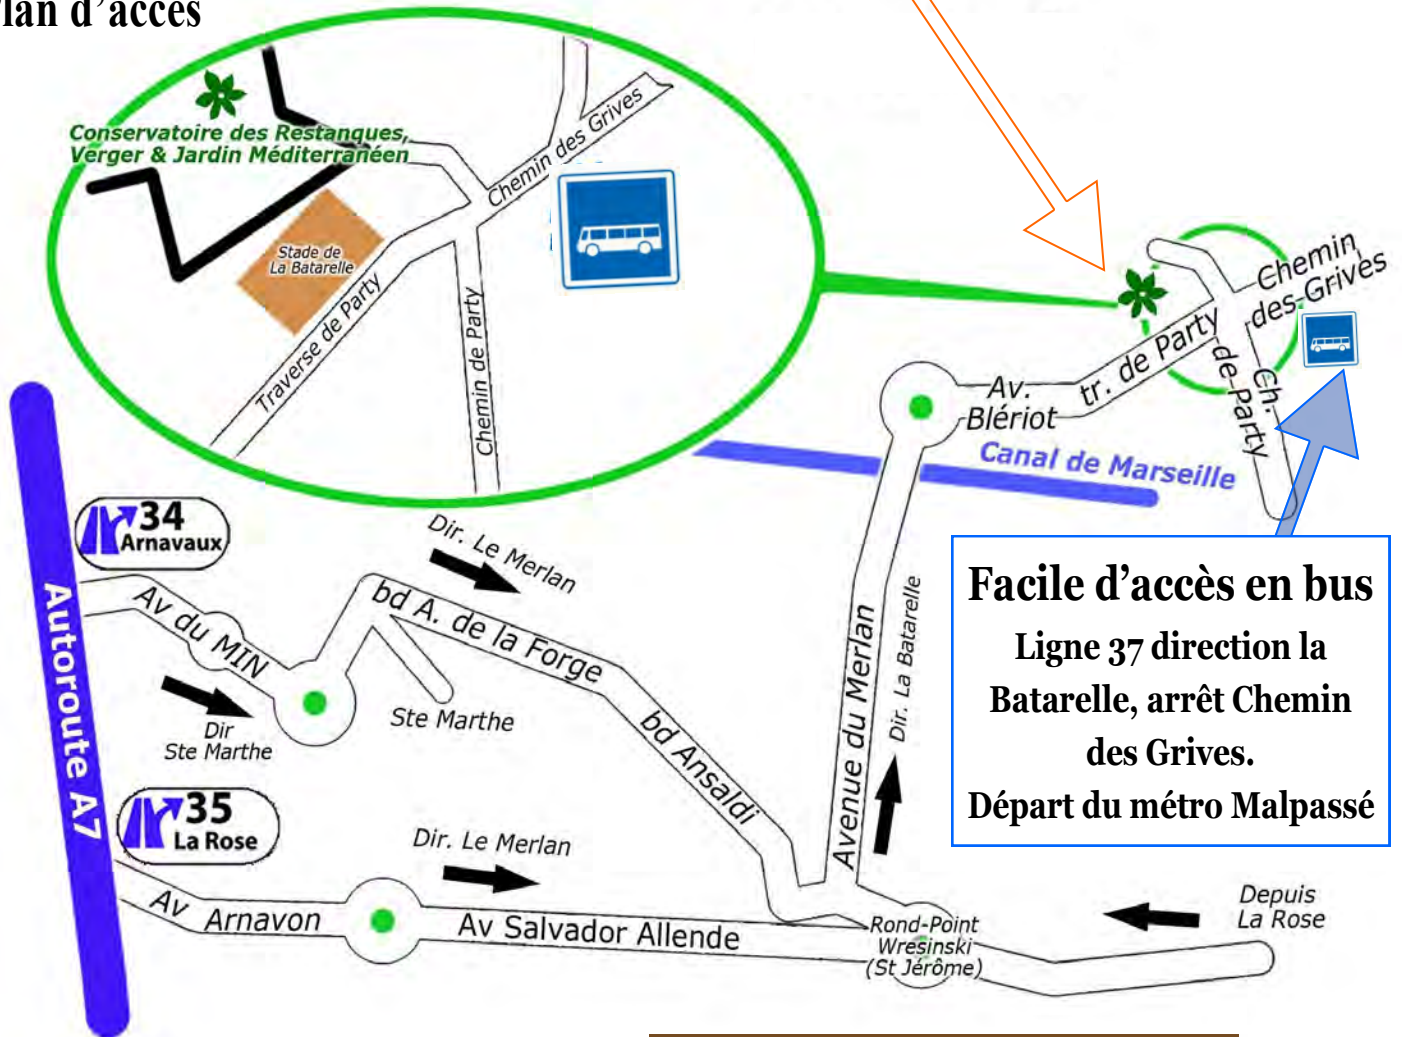 lan d’accès
Conservatoire des Restanques,
Verger & Jardin Méditerranéen
Stade de
La Batarelle
Chemin des Grives
Traverse de Party
Chemin de Party
Chemin
des Grives
tr. de Party
Ch.
de Party
Av.
Blériot
Canal de Marseille
34
Arnavaux
Dir. Le Merlan
Autoroute A7
Av du MIN
bd A. de la Forge
Dir
Ste Marthe
Ste Marthe
bd Ansaldi
Avenue du Merlan
Dir. La Batarelle
Facile d’accès en bus
Ligne 37 direction la
Batarelle, arrêt Chemin
des Grives.
Départ du métro Malpassé
35
La Rose
Dir. Le Merlan
Av Arnavon
Av Salvador Allende
Rond-Point
Wresinski
(St Jérôme)
Depuis
La Rose